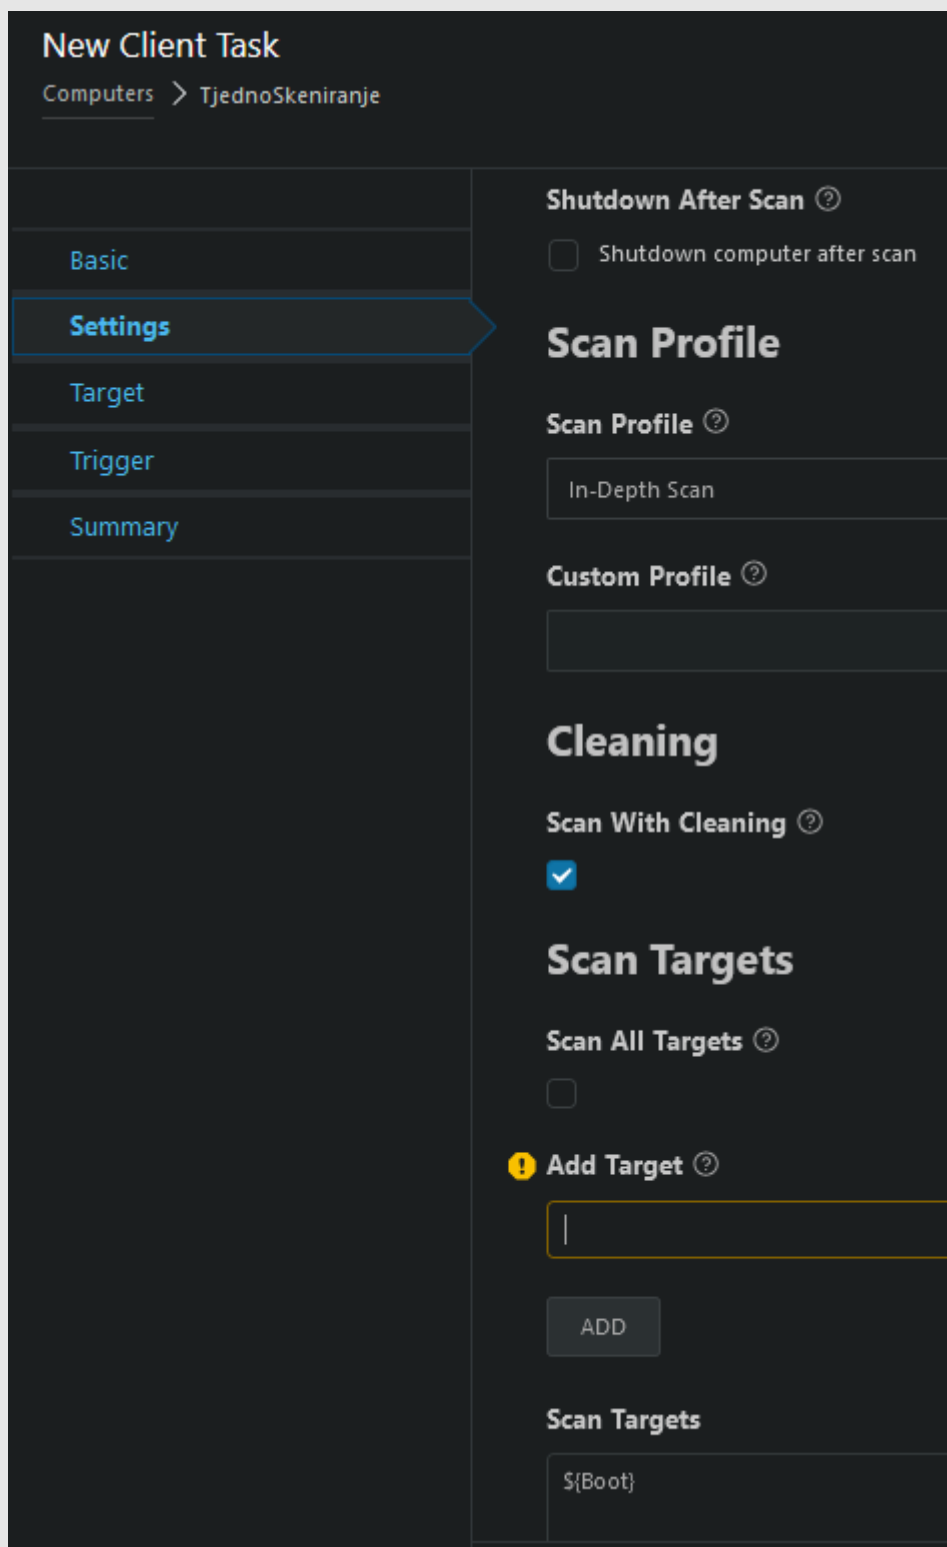 New Client Task
Computers > TjednoSkeniranje
Basic
Settings
Target
Trigger
Summary
Shutdown After Scan
Shutdown computer after scan
Scan Profile
Scan Profile
In-Depth Scan
Custom Profile
Cleaning
Scan With Cleaning
Scan Targets
Scan All Targets
Add Target
ADD
Scan Targets
${Boot}